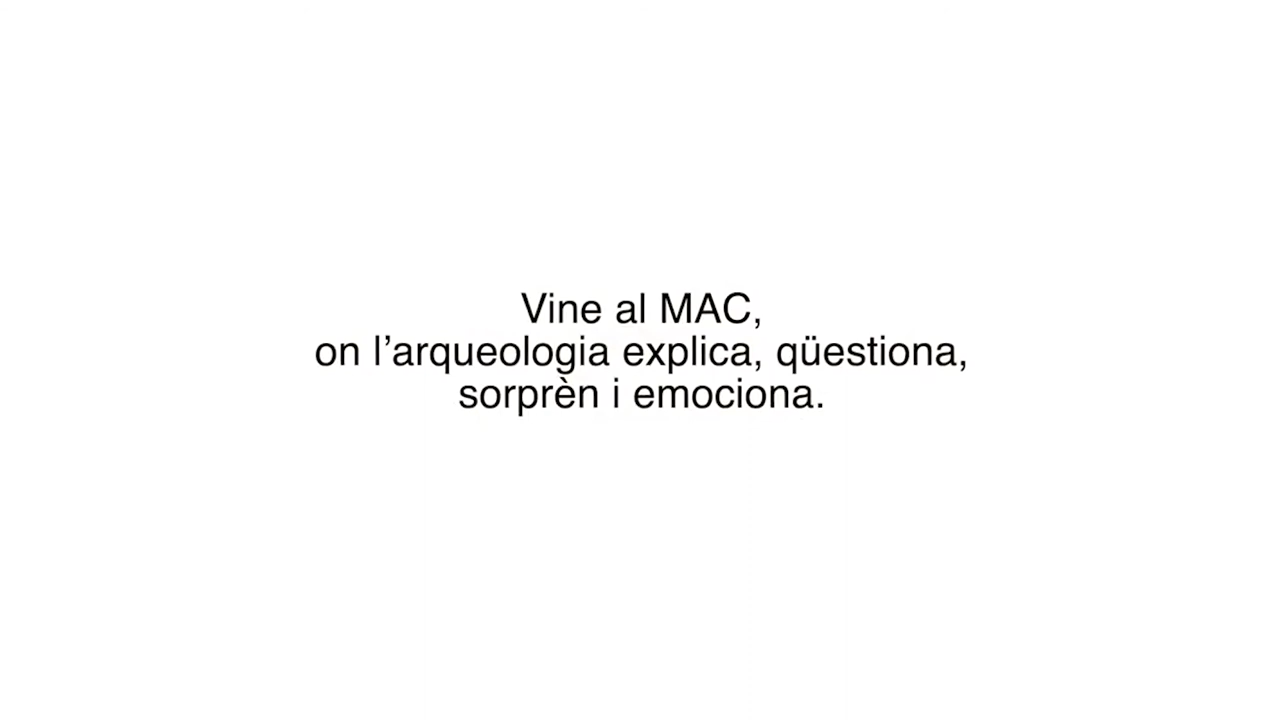 Vine al MAC,
on l’arqueologia explica, qüestiona,
sorprèn i emociona.